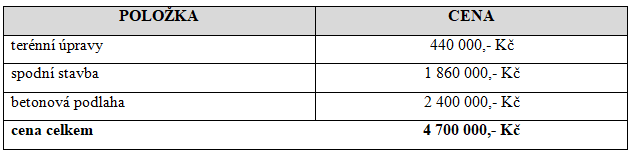 POLOŽKA CENA
terénní úpravy 440 000,- Kč
spodní stavba 1 860 000,- Kč
betonová podlaha 2 400 000,- Kč
cena celkem 4 700 000,- Kč